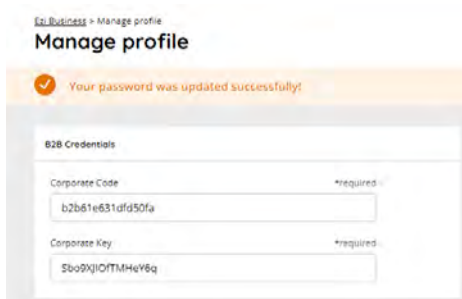 Ezi Business > Manage profile
Manage profile
Your password was updated successfully!
B2B Credentials
Corporate Code *required
b2b61e631dfd50fa
Corporate Key *required
Sbo9XJIOfTMHeY6q